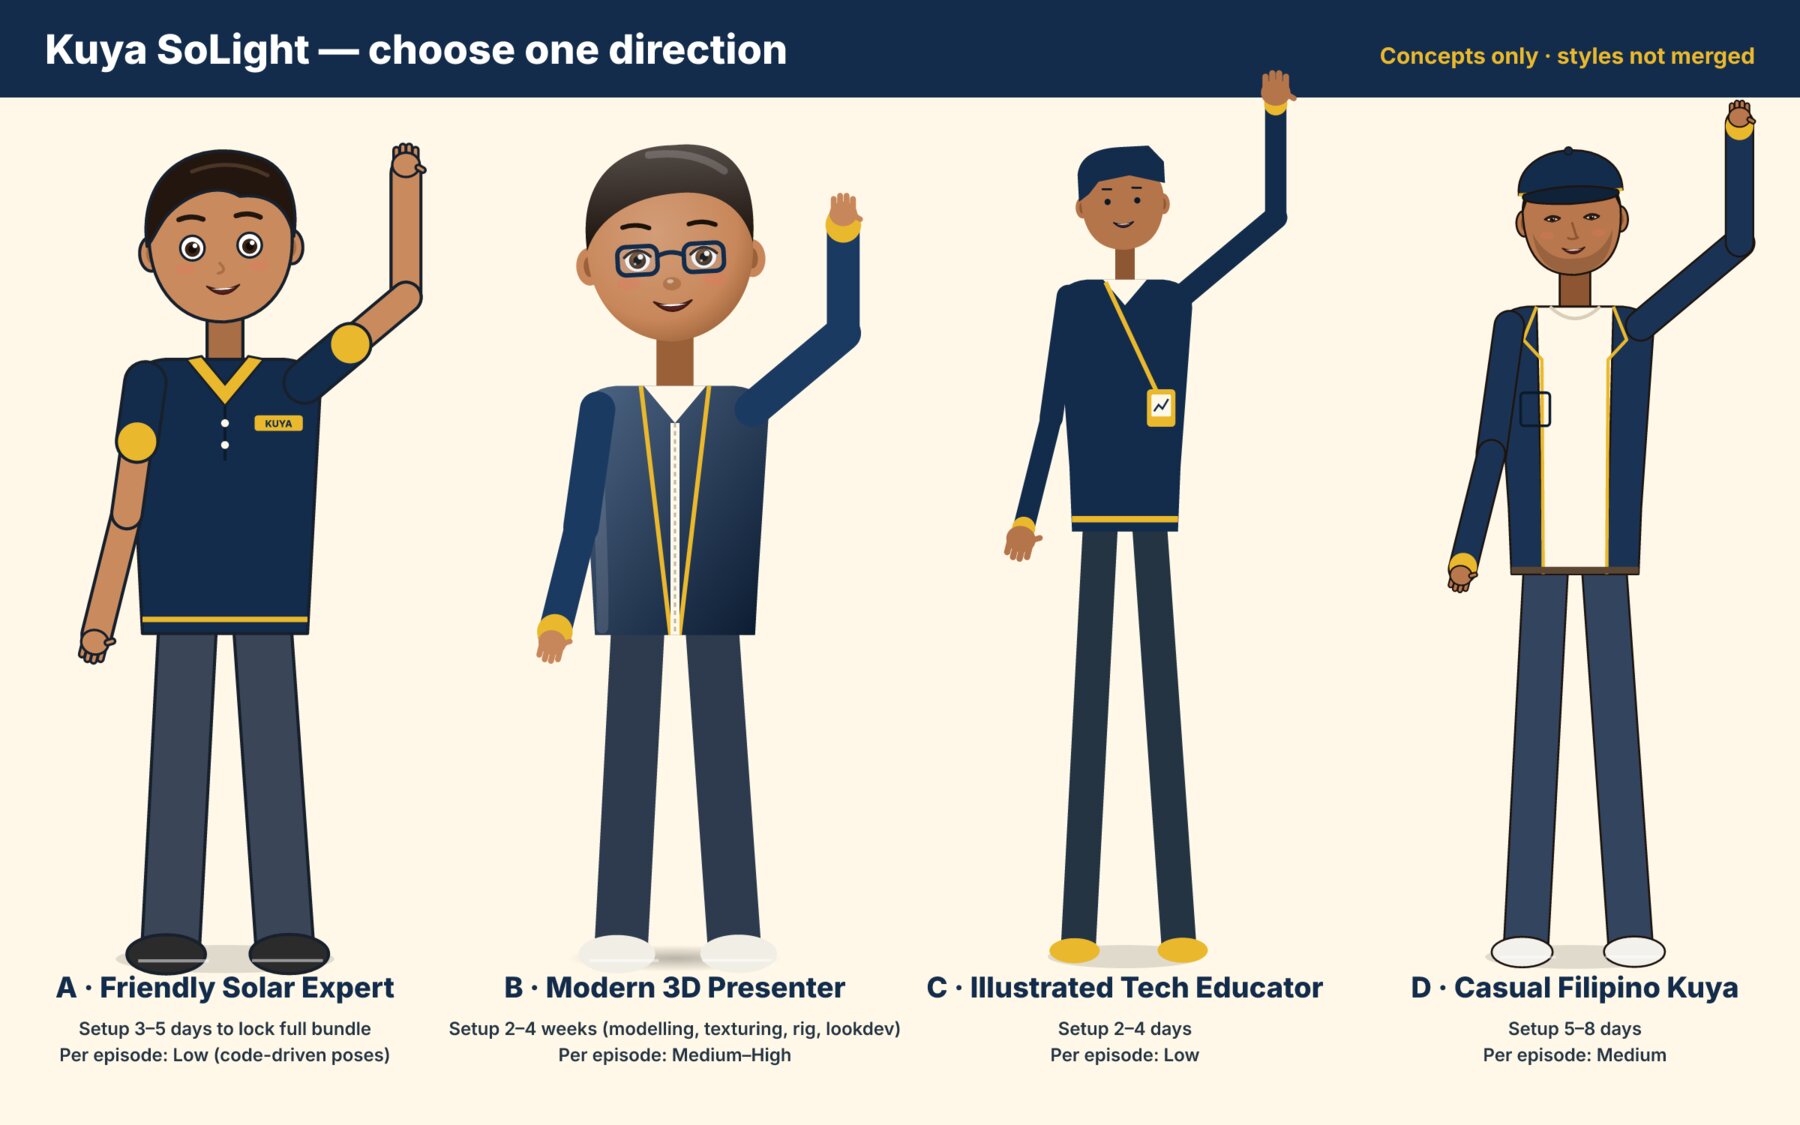 Kuya SoLight — choose one direction
Concepts only · styles not merged
KUYA
A · Friendly Solar Expert
Setup 3–5 days to lock full bundle
Per episode: Low (code-driven poses)
B · Modern 3D Presenter
Setup 2–4 weeks (modelling, texturing, rig, lookdev)
Per episode: Medium–High
C · Illustrated Tech Educator
Setup 2–4 days
Per episode: Low
D · Casual Filipino Kuya
Setup 5–8 days
Per episode: Medium